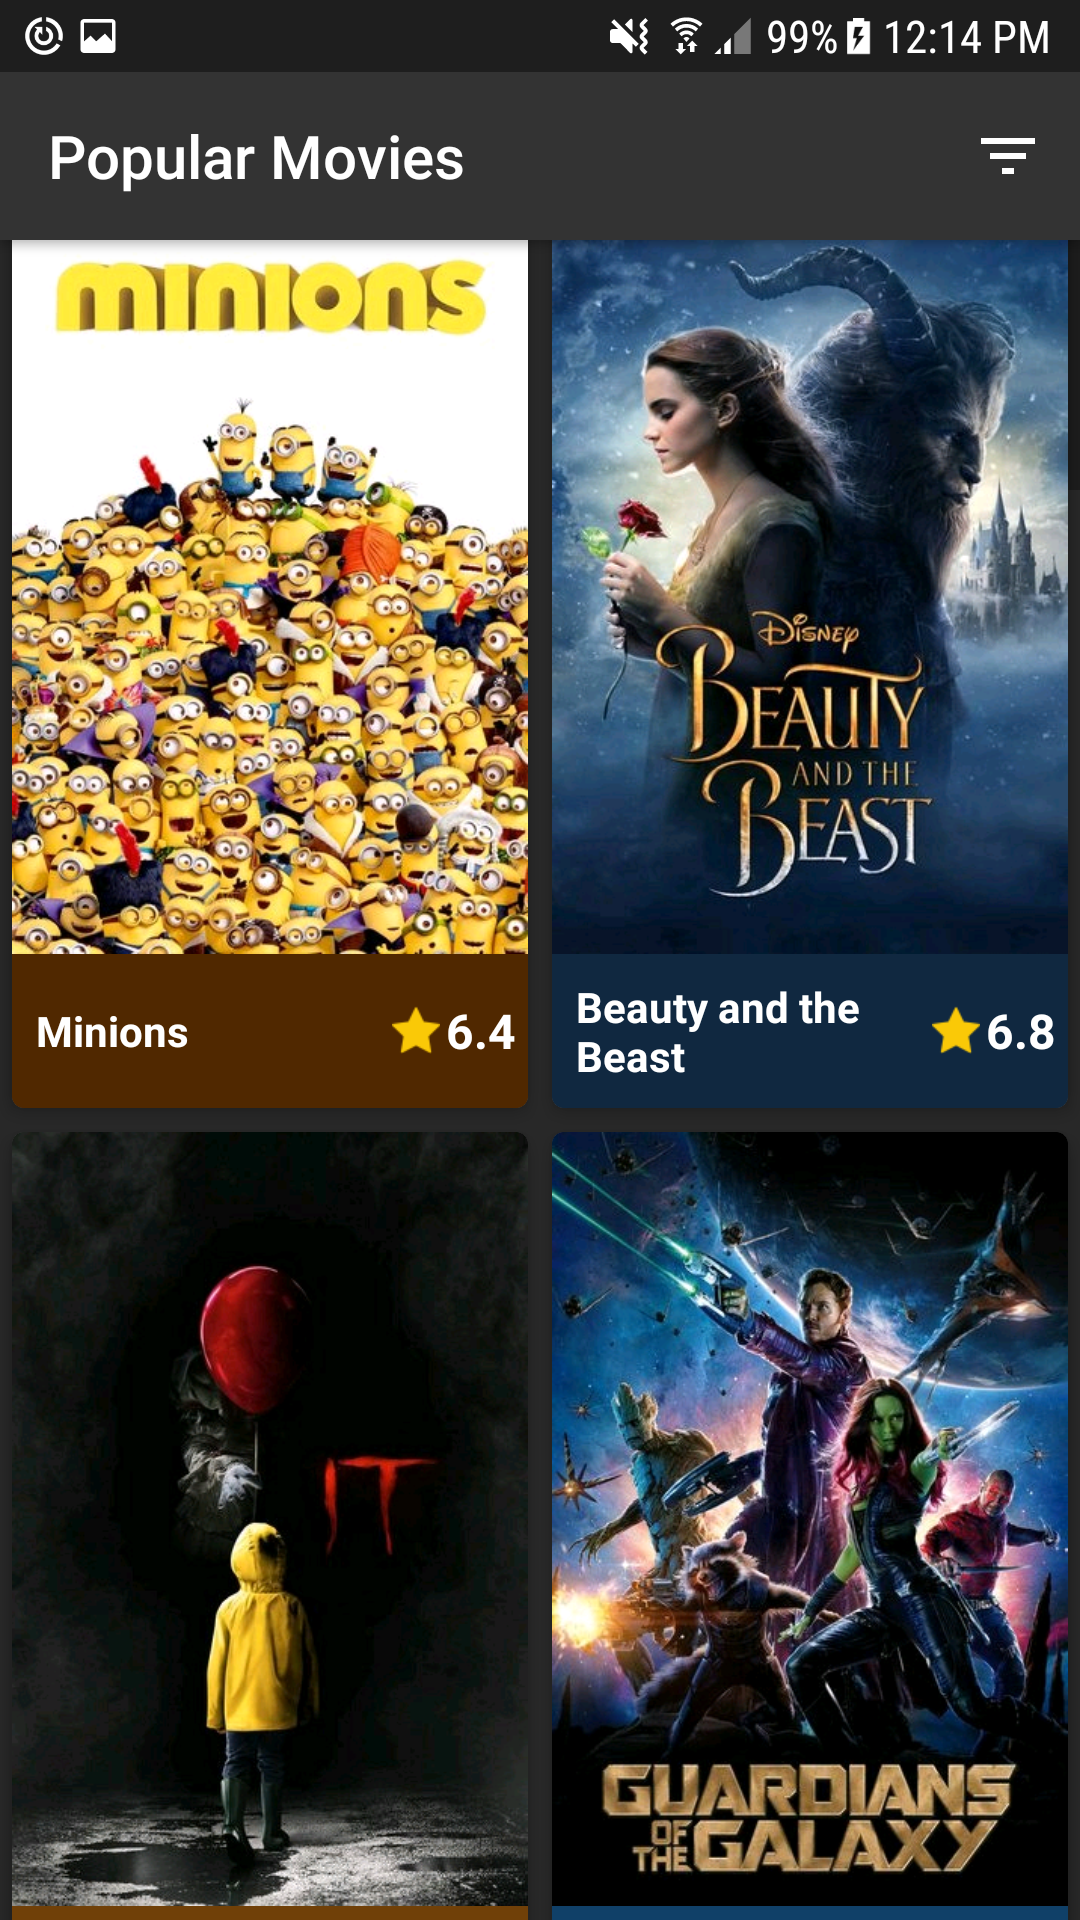 99% 12:14 PM
Popular Movies
MINIONS
DISNEY
BEAUTY
AND THE
BEAST
Minions
6.4
Beauty and the
Beast
6.8
IT
GUARDIANS
OF
THE GALAXY